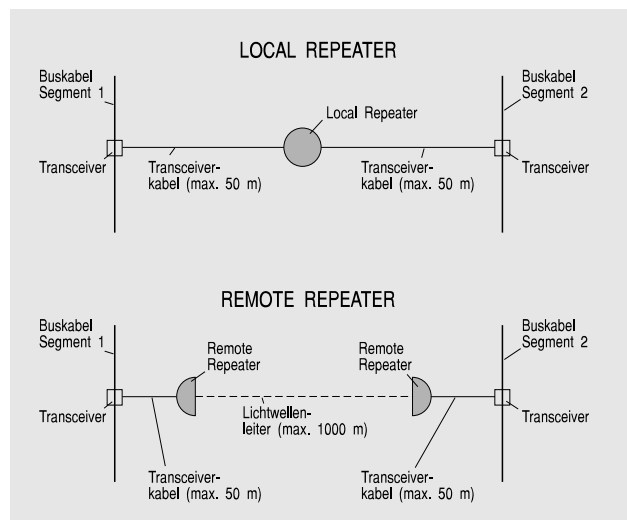 LOCAL REPEATER
Buskabel
Segment 1
Buskabel
Segment 2
Local Repeater
Transceiver
Transceiver-
kabel (max. 50 m)
Transceiver-
kabel (max. 50 m)
Transceiver
REMOTE REPEATER
Buskabel
Segment 1
Buskabel
Segment 2
Remote
Repeater
Remote
Repeater
Transceiver
Lichtwellen-
leiter (max. 1000 m)
Transceiver
Transceiver-
kabel (max. 50 m)
Transceiver-
kabel (max. 50 m)